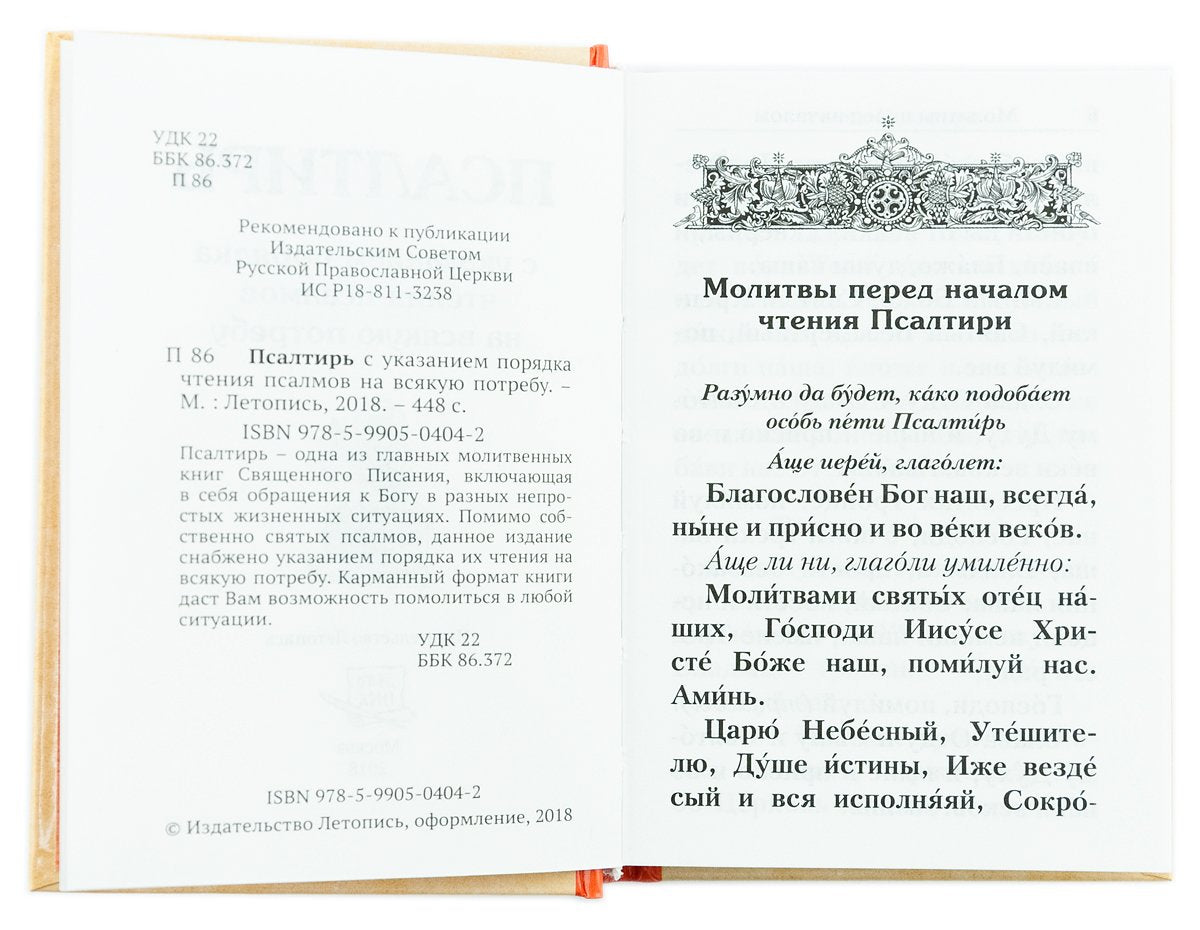 УДК 22
ББК 86.372
П 86
Рекомендовано к публикации
Издательским Советом
Русской Православной Церкви
ИС Р18-811-3238
П 86 Псалтирь с указанием порядка
чтения псалмов на всякую потребу. –
М. : Летопись, 2018. – 448 с.
ISBN 978-5-9905-0404-2
Псалтирь – одна из главных молитвенных
книг Священного Писания, включающая
в себя обращения к Богу в разных непро-
стых жизненных ситуациях. Помимо соб-
ственно святых псалмов, данное издание
снабжено указанием порядка их чтения на
всякую потребу. Карманный формат книги
даст Вам возможность помолиться в любой
ситуации.
УДК 22
ББК 86.372
ISBN 978-5-9905-0404-2
© Издательство Летопись, оформление, 2018
Молитвы перед началом
чтения Псалтири
Разу́мно да бу́дет, ка́ко подоба́ет
осо́бь пе́ти Псалти́рь
А́ще иере́й, глаго́лет:
Благослове́н Бог наш, всегда́,
ны́не и при́сно и во ве́ки веко́в.
А́ще ли ни, глаго́ли умиле́нно:
Моли́твами святы́х оте́ц на́-
ших, Го́споди Иису́се Хри-
сте́ Бо́же наш, поми́луй нас.
Ами́нь.
Царю́ Небе́сный, Уте́шите-
лю, Ду́ше и́стины, Иже везде́
сый и вся исполня́яй, Сокро́-